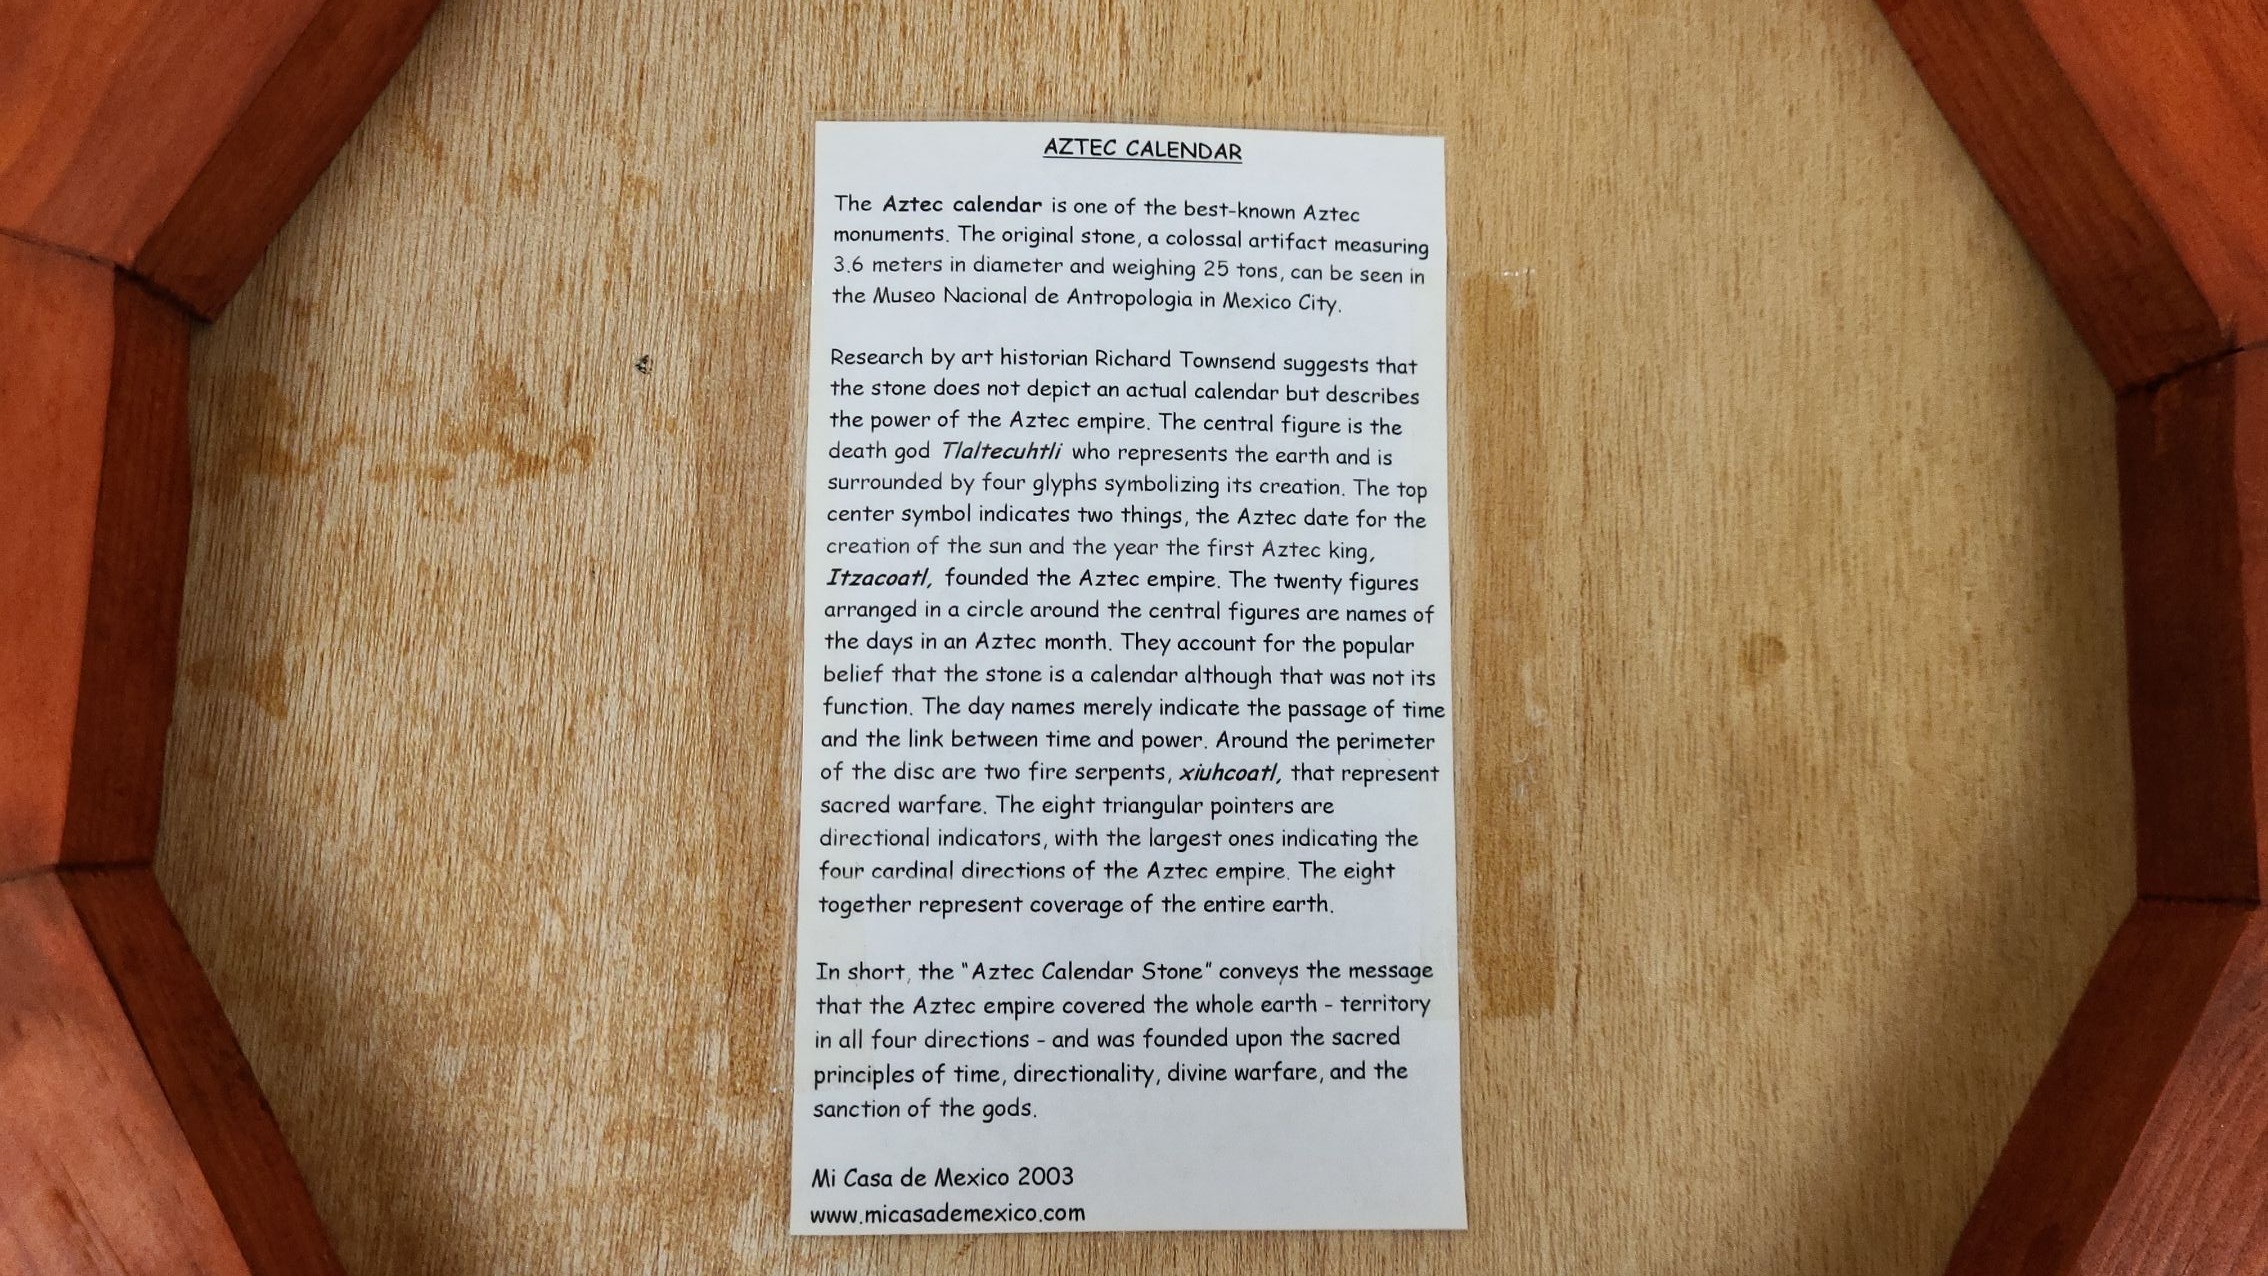 AZTEC CALENDAR
The Aztec calendar is one of the best-known Aztec
monuments. The original stone, a colossal artifact measuring
3.6 meters in diameter and weighing 25 tons, can be seen in
the Museo Nacional de Antropologia in Mexico City.
Research by art historian Richard Townsend suggests that
the stone does not depict an actual calendar but describes
the power of the Aztec empire. The central figure is the
death god Tlaltecuhtli who represents the earth and is
surrounded by four glyphs symbolizing its creation. The top
center symbol indicates two things, the Aztec date for the
creation of the sun and the year the first Aztec king,
Itzacoatl, founded the Aztec empire. The twenty figures
arranged in a circle around the central figures are names of
the days in an Aztec month. They account for the popular
belief that the stone is a calendar although that was not its
function. The day names merely indicate the passage of time
and the link between time and power. Around the perimeter
of the disc are two fire serpents, xiuhcoatl, that represent
sacred warfare. The eight triangular pointers are
directional indicators, with the largest ones indicating the
four cardinal directions of the Aztec empire. The eight
together represent coverage of the entire earth.
In short, the "Aztec Calendar Stone" conveys the message
that the Aztec empire covered the whole earth - territory
in all four directions - and was founded upon the sacred
principles of time, directionality, divine warfare, and the
sanction of the gods.
Mi Casa de Mexico 2003
www.micasademexico.com